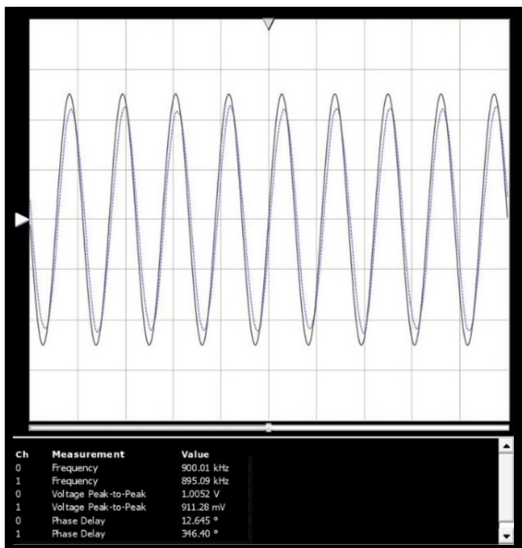 Ch Measurement Value
0 Frequency 900.01 kHz
1 Frequency 895.09 kHz
0 Voltage Peak-to-Peak 1.0052 V
1 Voltage Peak-to-Peak 911.28 mV
0 Phase Delay 12.645 °
1 Phase Delay 346.40 °